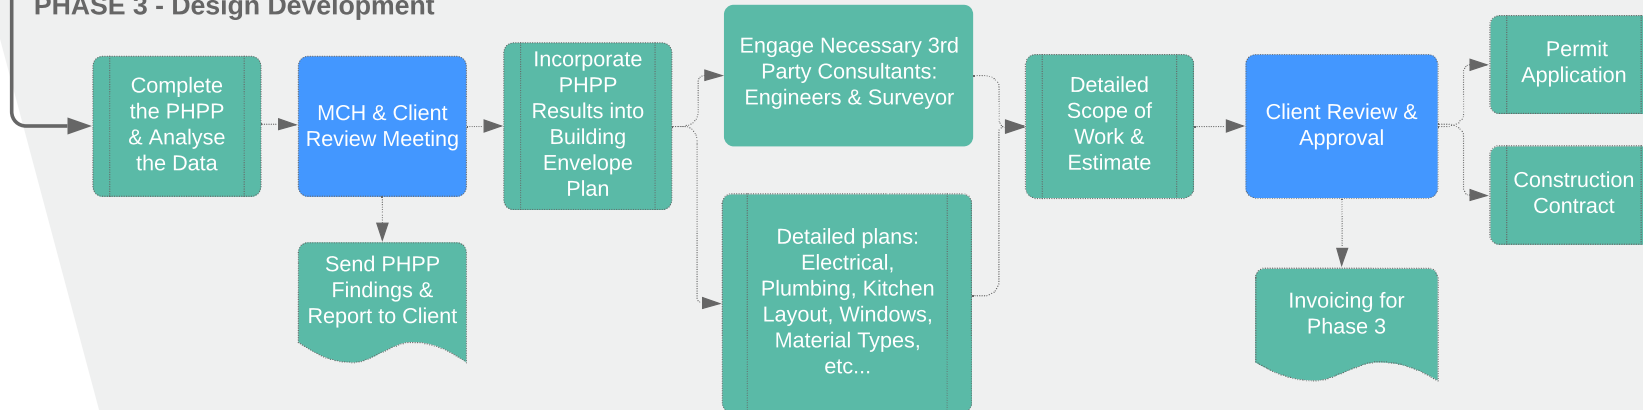 PHASE 3 - Design Development
Complete
the PHPP
& Analyse
the Data
MCH & Client
Review Meeting
Send PHPP
Findings &
Report to Client
Incorporate
PHPP
Results into
Building
Envelope
Plan
Engage Necessary 3rd
Party Consultants:
Engineers & Surveyor
Detailed plans:
Electrical,
Plumbing, Kitchen
Layout, Windows,
Material Types,
etc...
Detailed
Scope of
Work &
Estimate
Client Review &
Approval
Invoicing for
Phase 3
Permit
Application
Construction
Contract